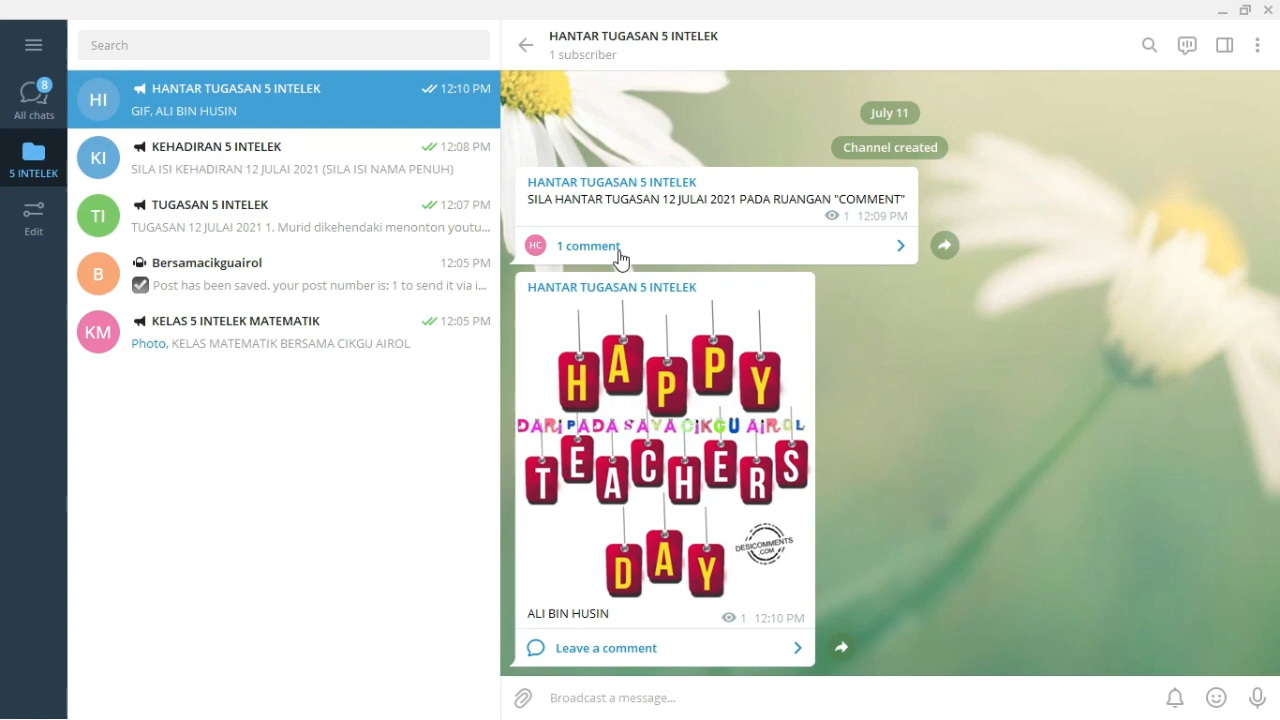 Search
HANTAR TUGASAN 5 INTELEK
1 subscriber
8
All chats
5 INTELEK
Edit
HI
HANTAR TUGASAN 5 INTELEK
12:10 PM
GIF, ALI BIN HUSIN
KI
KEHADIRAN 5 INTELEK
12:08 PM
SILA ISI KEHADIRAN 12 JULAI 2021 (SILA ISI NAMA PENUH)
TI
TUGASAN 5 INTELEK
12:07 PM
TUGASAN 12 JULAI 2021 1. Murid dikehendaki menonton youtu...
B
Bersamacikguairol
12:05 PM
Post has been saved, your post number is: 1 to send it via i...
KM
KELAS 5 INTELEK MATEMATIK
12:05 PM
Photo, KELAS MATEMATIK BERSAMA CIKGU AIROL
July 11
Channel created
HANTAR TUGASAN 5 INTELEK
SILA HANTAR TUGASAN 12 JULAI 2021 PADA RUANGAN "COMMENT"
1 12:09 PM
HC
1 comment
HANTAR TUGASAN 5 INTELEK
HAPPY
DARIPADA SAYA CIKGU AIROL
TEACHERS
DAY
DESICOMMENTS
.COM
ALI BIN HUSIN
1 12:10 PM
Leave a comment
Broadcast a message...